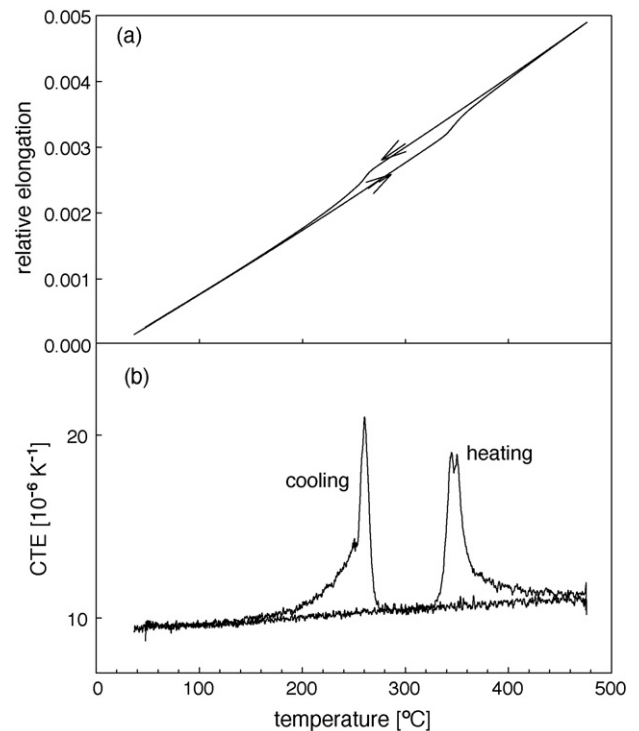 0.005
(a)
0.004
0.003
0.002
0.001
0.000
relative elongation
(b)
20
10
cooling
heating
CTE [10⁻⁶ K⁻¹]
0
100
200
300
400
500
temperature [ºC]